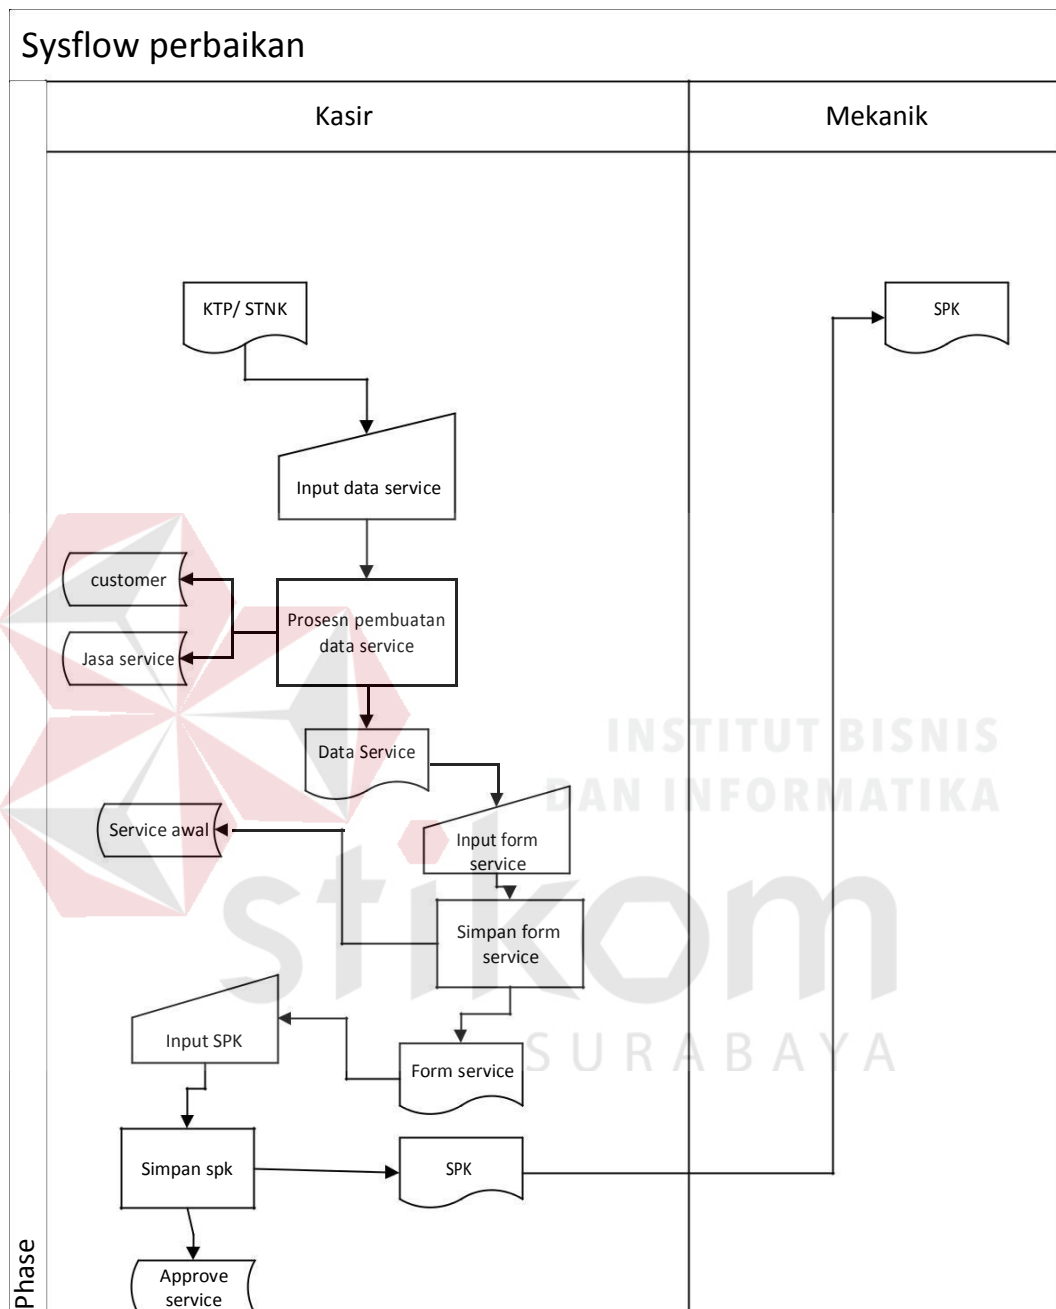 Sysflow perbaikan
Kasir
Mekanik
KTP/ STNK
SPK
Input data service
customer
Prosesn pembuatan
data service
Jasa service
Data Service
INSTITUT BISNIS
DAN INFORMATIKA
Service awal
Input form
service
stikom
Simpan form
service
SURABAYA
Input SPK
Form service
Simpan spk
SPK
Approve
service
Phase